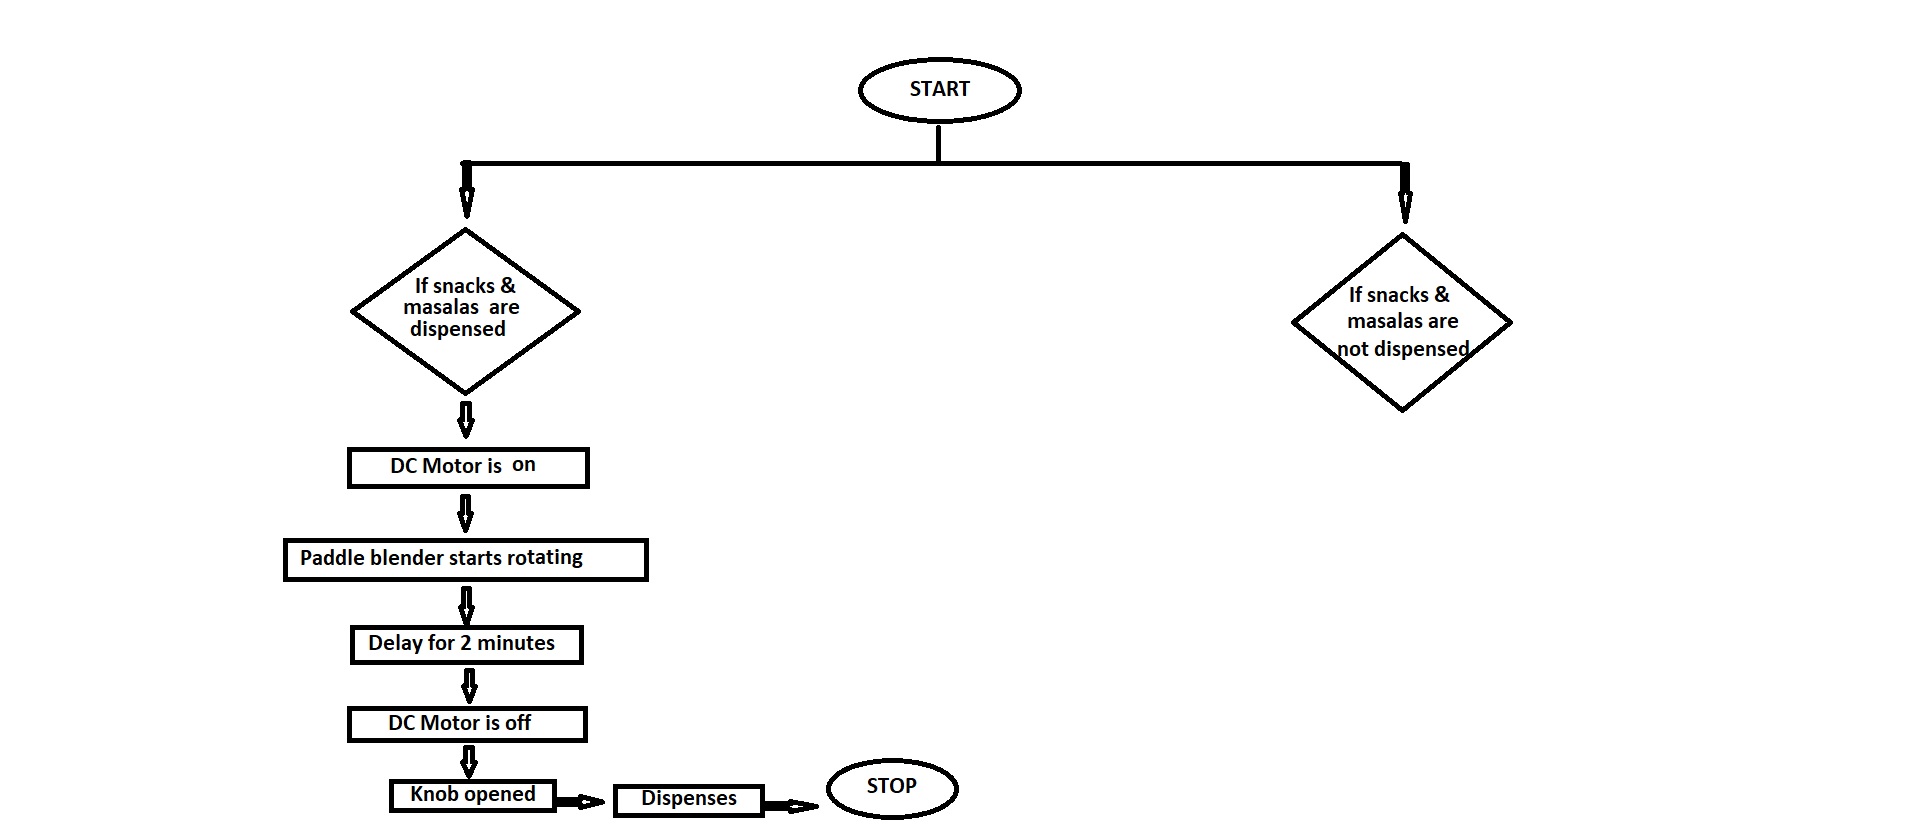 START
If snacks &
masalas are
dispensed
If snacks &
masalas are
not dispensed
DC Motor is on
Paddle blender starts rotating
Delay for 2 minutes
DC Motor is off
Knob opened
Dispenses
STOP